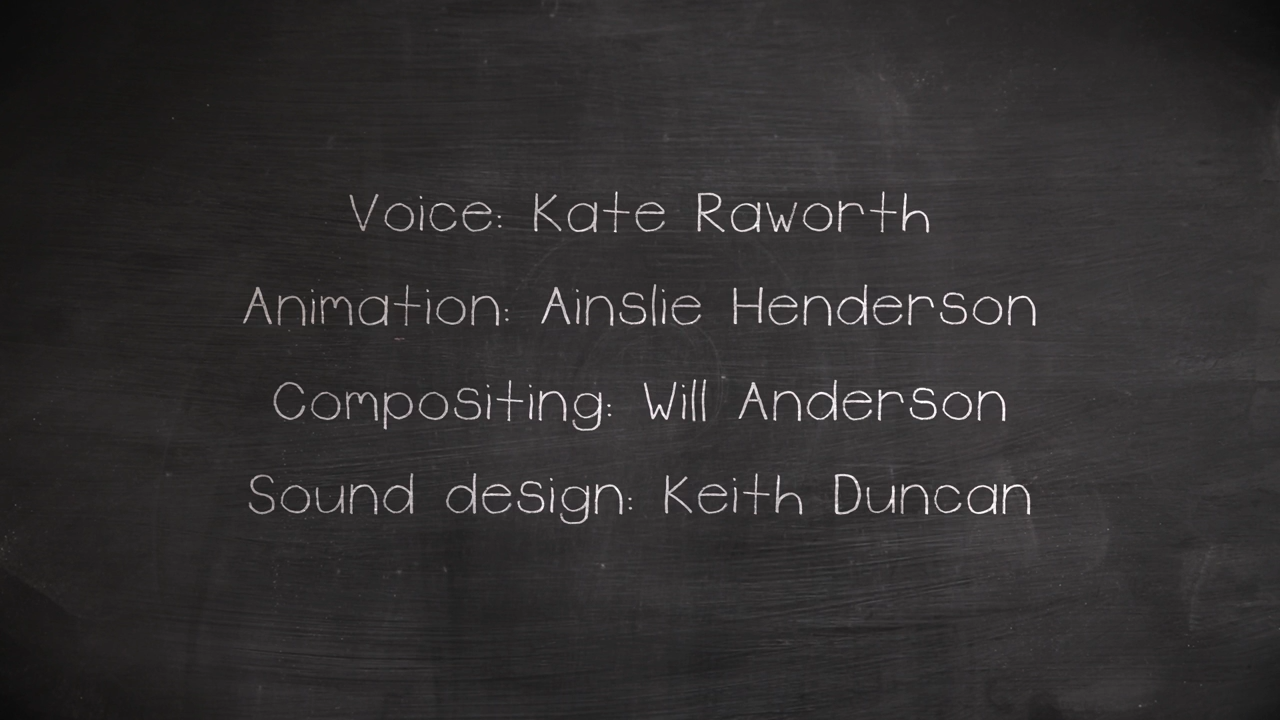 Voice: Kate Raworth
Animation: Ainslie Henderson
Compositing: Will Anderson
Sound design: Keith Duncan